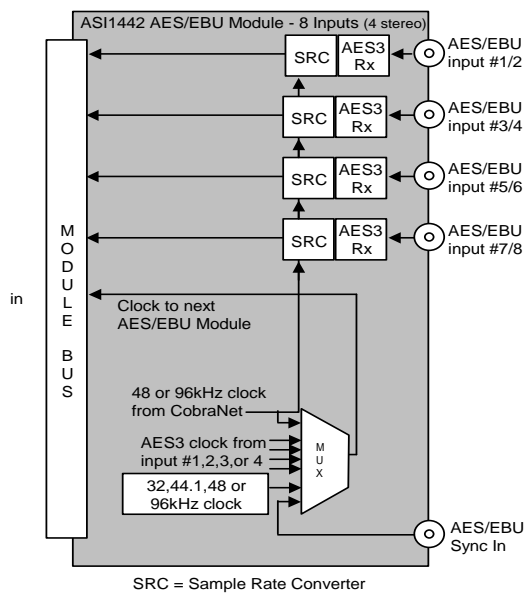 ASI1442 AES/EBU Module - 8 Inputs (4 stereo)
SRC
AES3
Rx
AES/EBU
input #1/2
SRC
AES3
Rx
AES/EBU
input #3/4
SRC
AES3
Rx
AES/EBU
input #5/6
SRC
AES3
Rx
AES/EBU
input #7/8
in
MODULE BUS
Clock to next
AES/EBU Module
48 or 96kHz clock
from CobraNet
AES3 clock from
input #1,2,3,or 4
MUX
32,44.1,48 or
96kHz clock
AES/EBU
Sync In
SRC = Sample Rate Converter